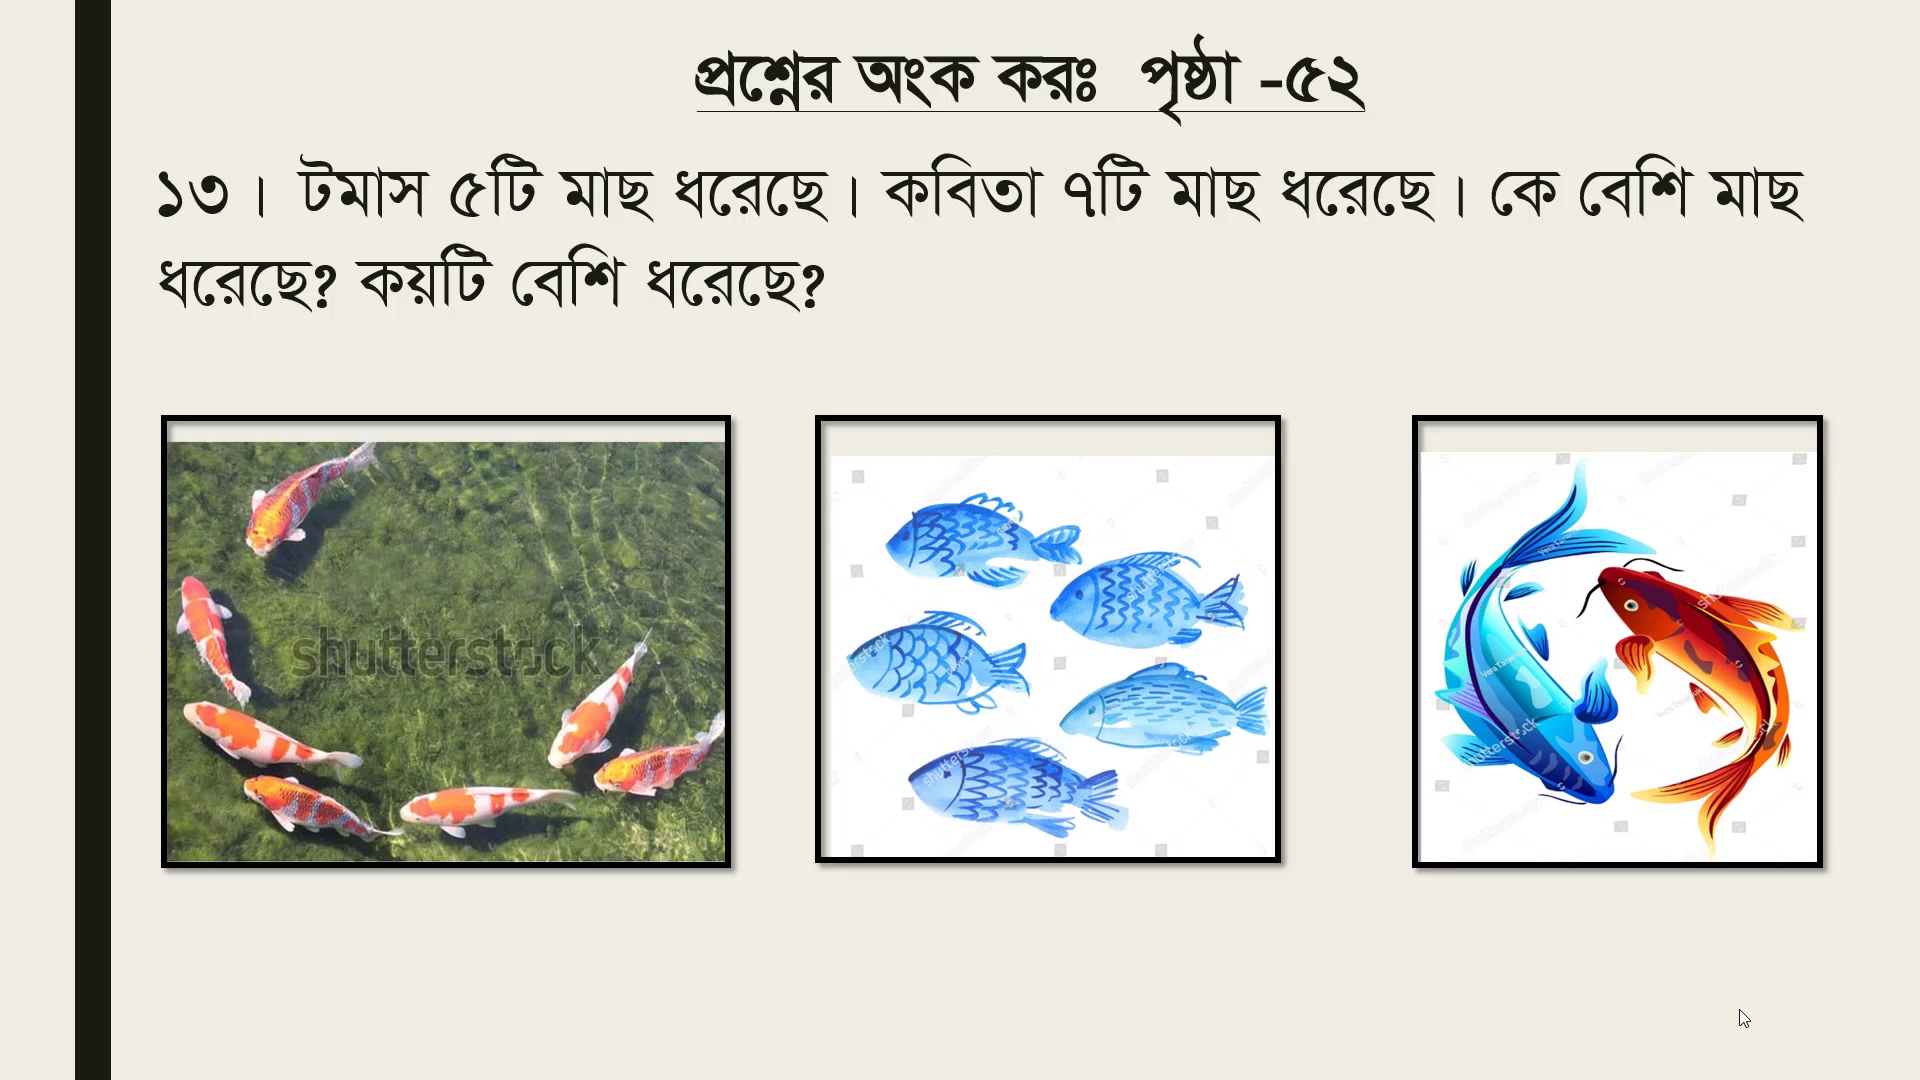 প্রশ্নের অংক করঃ পৃষ্ঠা -৫২
১৩। টমাস ৫টি মাছ ধরেছে। কবিতা ৭টি মাছ ধরেছে। কে বেশি মাছ
ধরেছে? কয়টি বেশি ধরেছে?
shutterstock